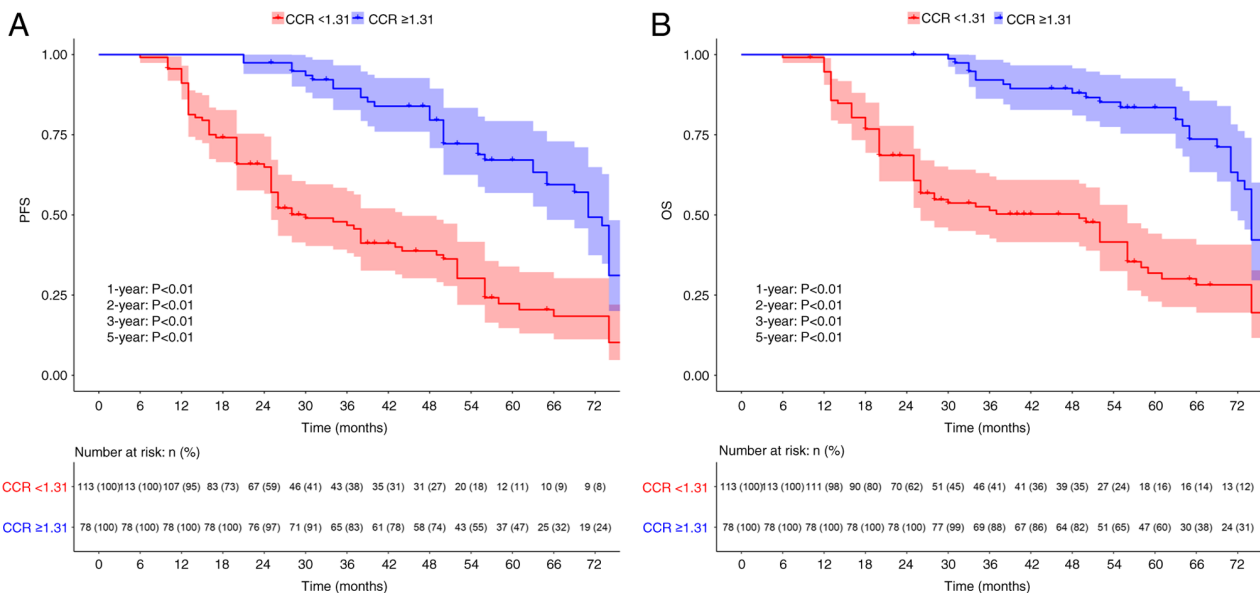 A
CCR <1.31 CCR ≥1.31
1.00
0.75
0.50
0.25
0.00
PFS
1-year: P<0.01
2-year: P<0.01
3-year: P<0.01
5-year: P<0.01
0 6 12 18 24 30 36 42 48 54 60 66 72
Time (months)
Number at risk: n (%)
CCR <1.31 113 (100) 113 (100) 107 (95) 83 (73) 67 (59) 46 (41) 43 (38) 35 (31) 31 (27) 20 (18) 12 (11) 10 (9) 9 (8)
CCR ≥1.31 78 (100) 78 (100) 78 (100) 78 (100) 76 (97) 71 (91) 65 (83) 61 (78) 58 (74) 43 (55) 37 (47) 25 (32) 19 (24)
0 6 12 18 24 30 36 42 48 54 60 66 72
Time (months)
B
CCR <1.31 CCR ≥1.31
1.00
0.75
0.50
0.25
0.00
OS
1-year: P<0.01
2-year: P<0.01
3-year: P<0.01
5-year: P<0.01
0 6 12 18 24 30 36 42 48 54 60 66 72
Time (months)
Number at risk: n (%)
CCR <1.31 113 (100) 113 (100) 111 (98) 90 (80) 70 (62) 51 (45) 46 (41) 41 (36) 39 (35) 27 (24) 18 (16) 16 (14) 13 (12)
CCR ≥1.31 78 (100) 78 (100) 78 (100) 78 (100) 78 (100) 77 (99) 69 (88) 67 (86) 64 (82) 51 (65) 47 (60) 30 (38) 24 (31)
0 6 12 18 24 30 36 42 48 54 60 66 72
Time (months)